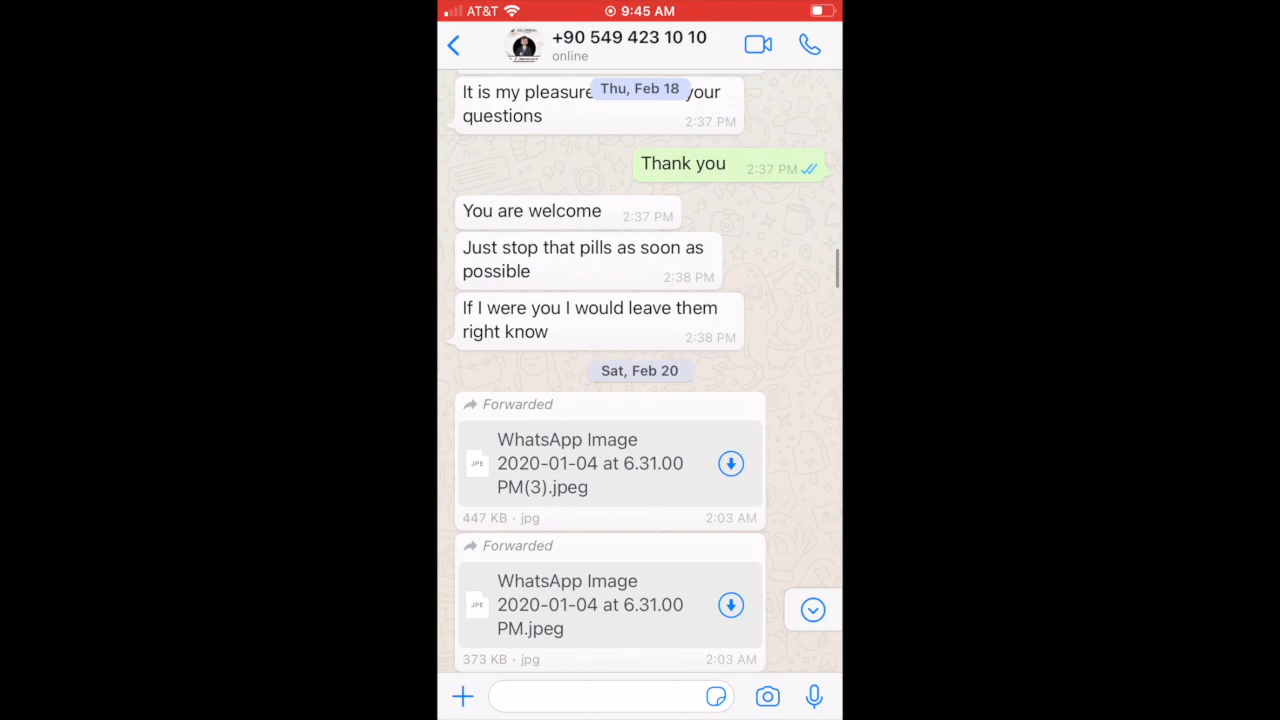 AT&T
9:45 AM
+90 549 423 10 10
online
Thu, Feb 18
It is my pleasure your
questions
2:37 PM
Thank you
2:37 PM
You are welcome
2:37 PM
Just stop that pills as soon as
possible
2:38 PM
If I were you I would leave them
right know
2:38 PM
Sat, Feb 20
Forwarded
WhatsApp Image
2020-01-04 at 6.31.00
PM(3).jpeg
JPE
447 KB · jpg
2:03 AM
Forwarded
WhatsApp Image
2020-01-04 at 6.31.00
PM.jpeg
JPE
373 KB · jpg
2:03 AM